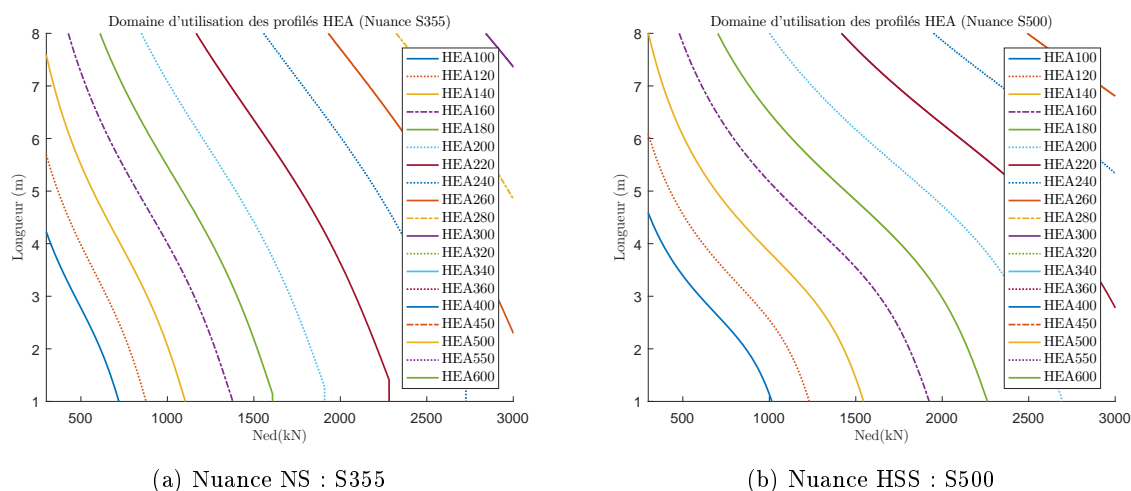 Domaine d'utilisation des profilés HEA (Nuance S355)
8
7
6
5
4
3
2
1
Longueur (m)
500
1000
1500
2000
2500
3000
Ned(kN)
HEA100
HEA120
HEA140
HEA160
HEA180
HEA200
HEA220
HEA240
HEA260
HEA280
HEA300
HEA320
HEA340
HEA360
HEA400
HEA450
HEA500
HEA550
HEA600
(a) Nuance NS : S355
Domaine d'utilisation des profilés HEA (Nuance S500)
8
7
6
5
4
3
2
1
Longueur (m)
500
1000
1500
2000
2500
3000
Ned(kN)
HEA100
HEA120
HEA140
HEA160
HEA180
HEA200
HEA220
HEA240
HEA260
HEA280
HEA300
HEA320
HEA340
HEA360
HEA400
HEA450
HEA500
HEA550
HEA600
(b) Nuance HSS : S500